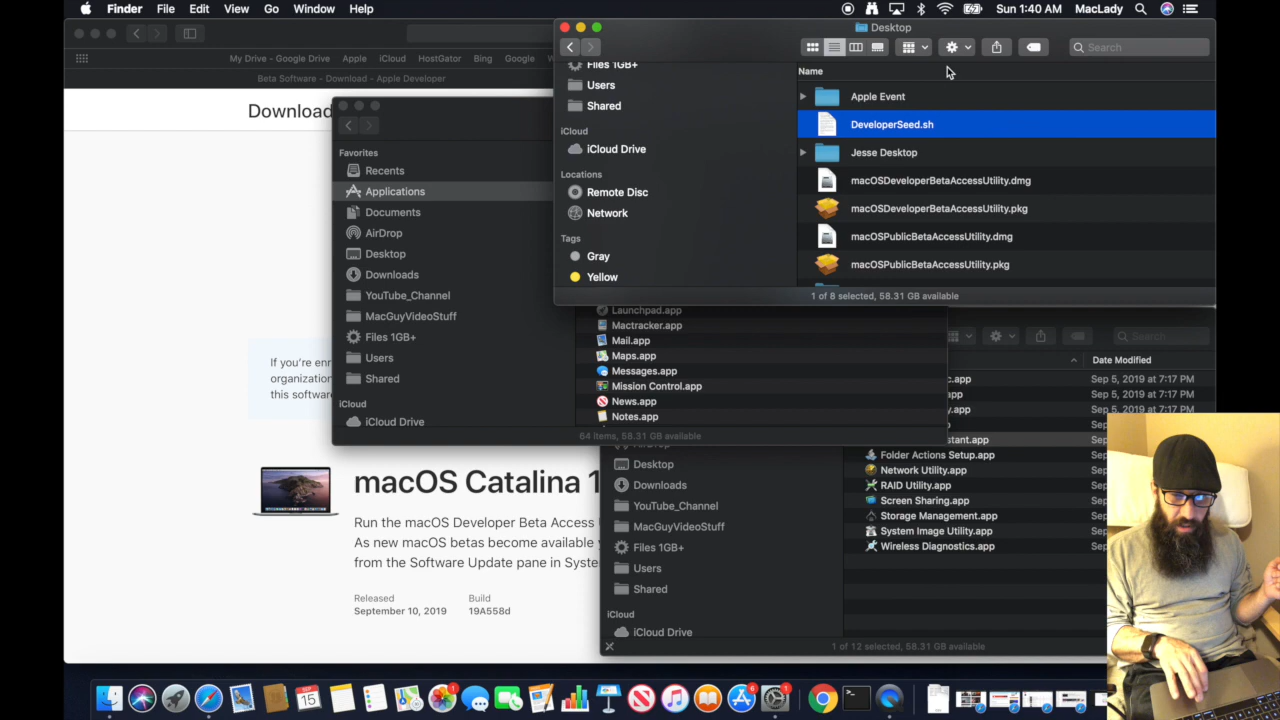 Finder File Edit View Go Window Help Sun 1:40 AM MacLady
Desktop
Search
My Drive - Google Drive Apple iCloud HostGator Bing Google
Beta Software - Download - Apple Developer
Download
If you're
organization
this software
macOS Catalina 1
Run the macOS Developer Beta Access
As new macOS betas become available
from the Software Update pane in
Released
September 10, 2019
Build
19A558d
Favorites
Recents
Applications
Documents
AirDrop
Desktop
Downloads
YouTube_Channel
MacGuyVideoStuff
Files 1GB+
Users
Shared
iCloud
iCloud Drive
Launchpad.app
Mactracker.app
Mail.app
Maps.app
Messages.app
Mission Control.app
News.app
Notes.app
64 items, 58.31 GB available
Files 1GB+
Users
Shared
iCloud
iCloud Drive
Locations
Remote Disc
Network
Tags
Gray
Yellow
Name
Apple Event
DeveloperSeed.sh
Jesse Desktop
macOSDeveloperBetaAccessUtility.dmg
macOSDeveloperBetaAccessUtility.pkg
macOSPublicBetaAccessUtility.dmg
macOSPublicBetaAccessUtility.pkg
1 of 8 selected, 58.31 GB available
Search
Date Modified
Sep 5, 2019 at 7:17 PM
Sep 5, 2019 at 7:17 PM
Sep 5, 2019 at 7:17 PM
Folder Actions Setup.app
Network Utility.app
RAID Utility.app
Screen Sharing.app
Storage Management.app
System Image Utility.app
Wireless Diagnostics.app
Desktop
Downloads
YouTube_Channel
MacGuyVideoStuff
Files 1GB+
Users
Shared
iCloud
iCloud Drive
1 of 12 selected, 58.31 GB available